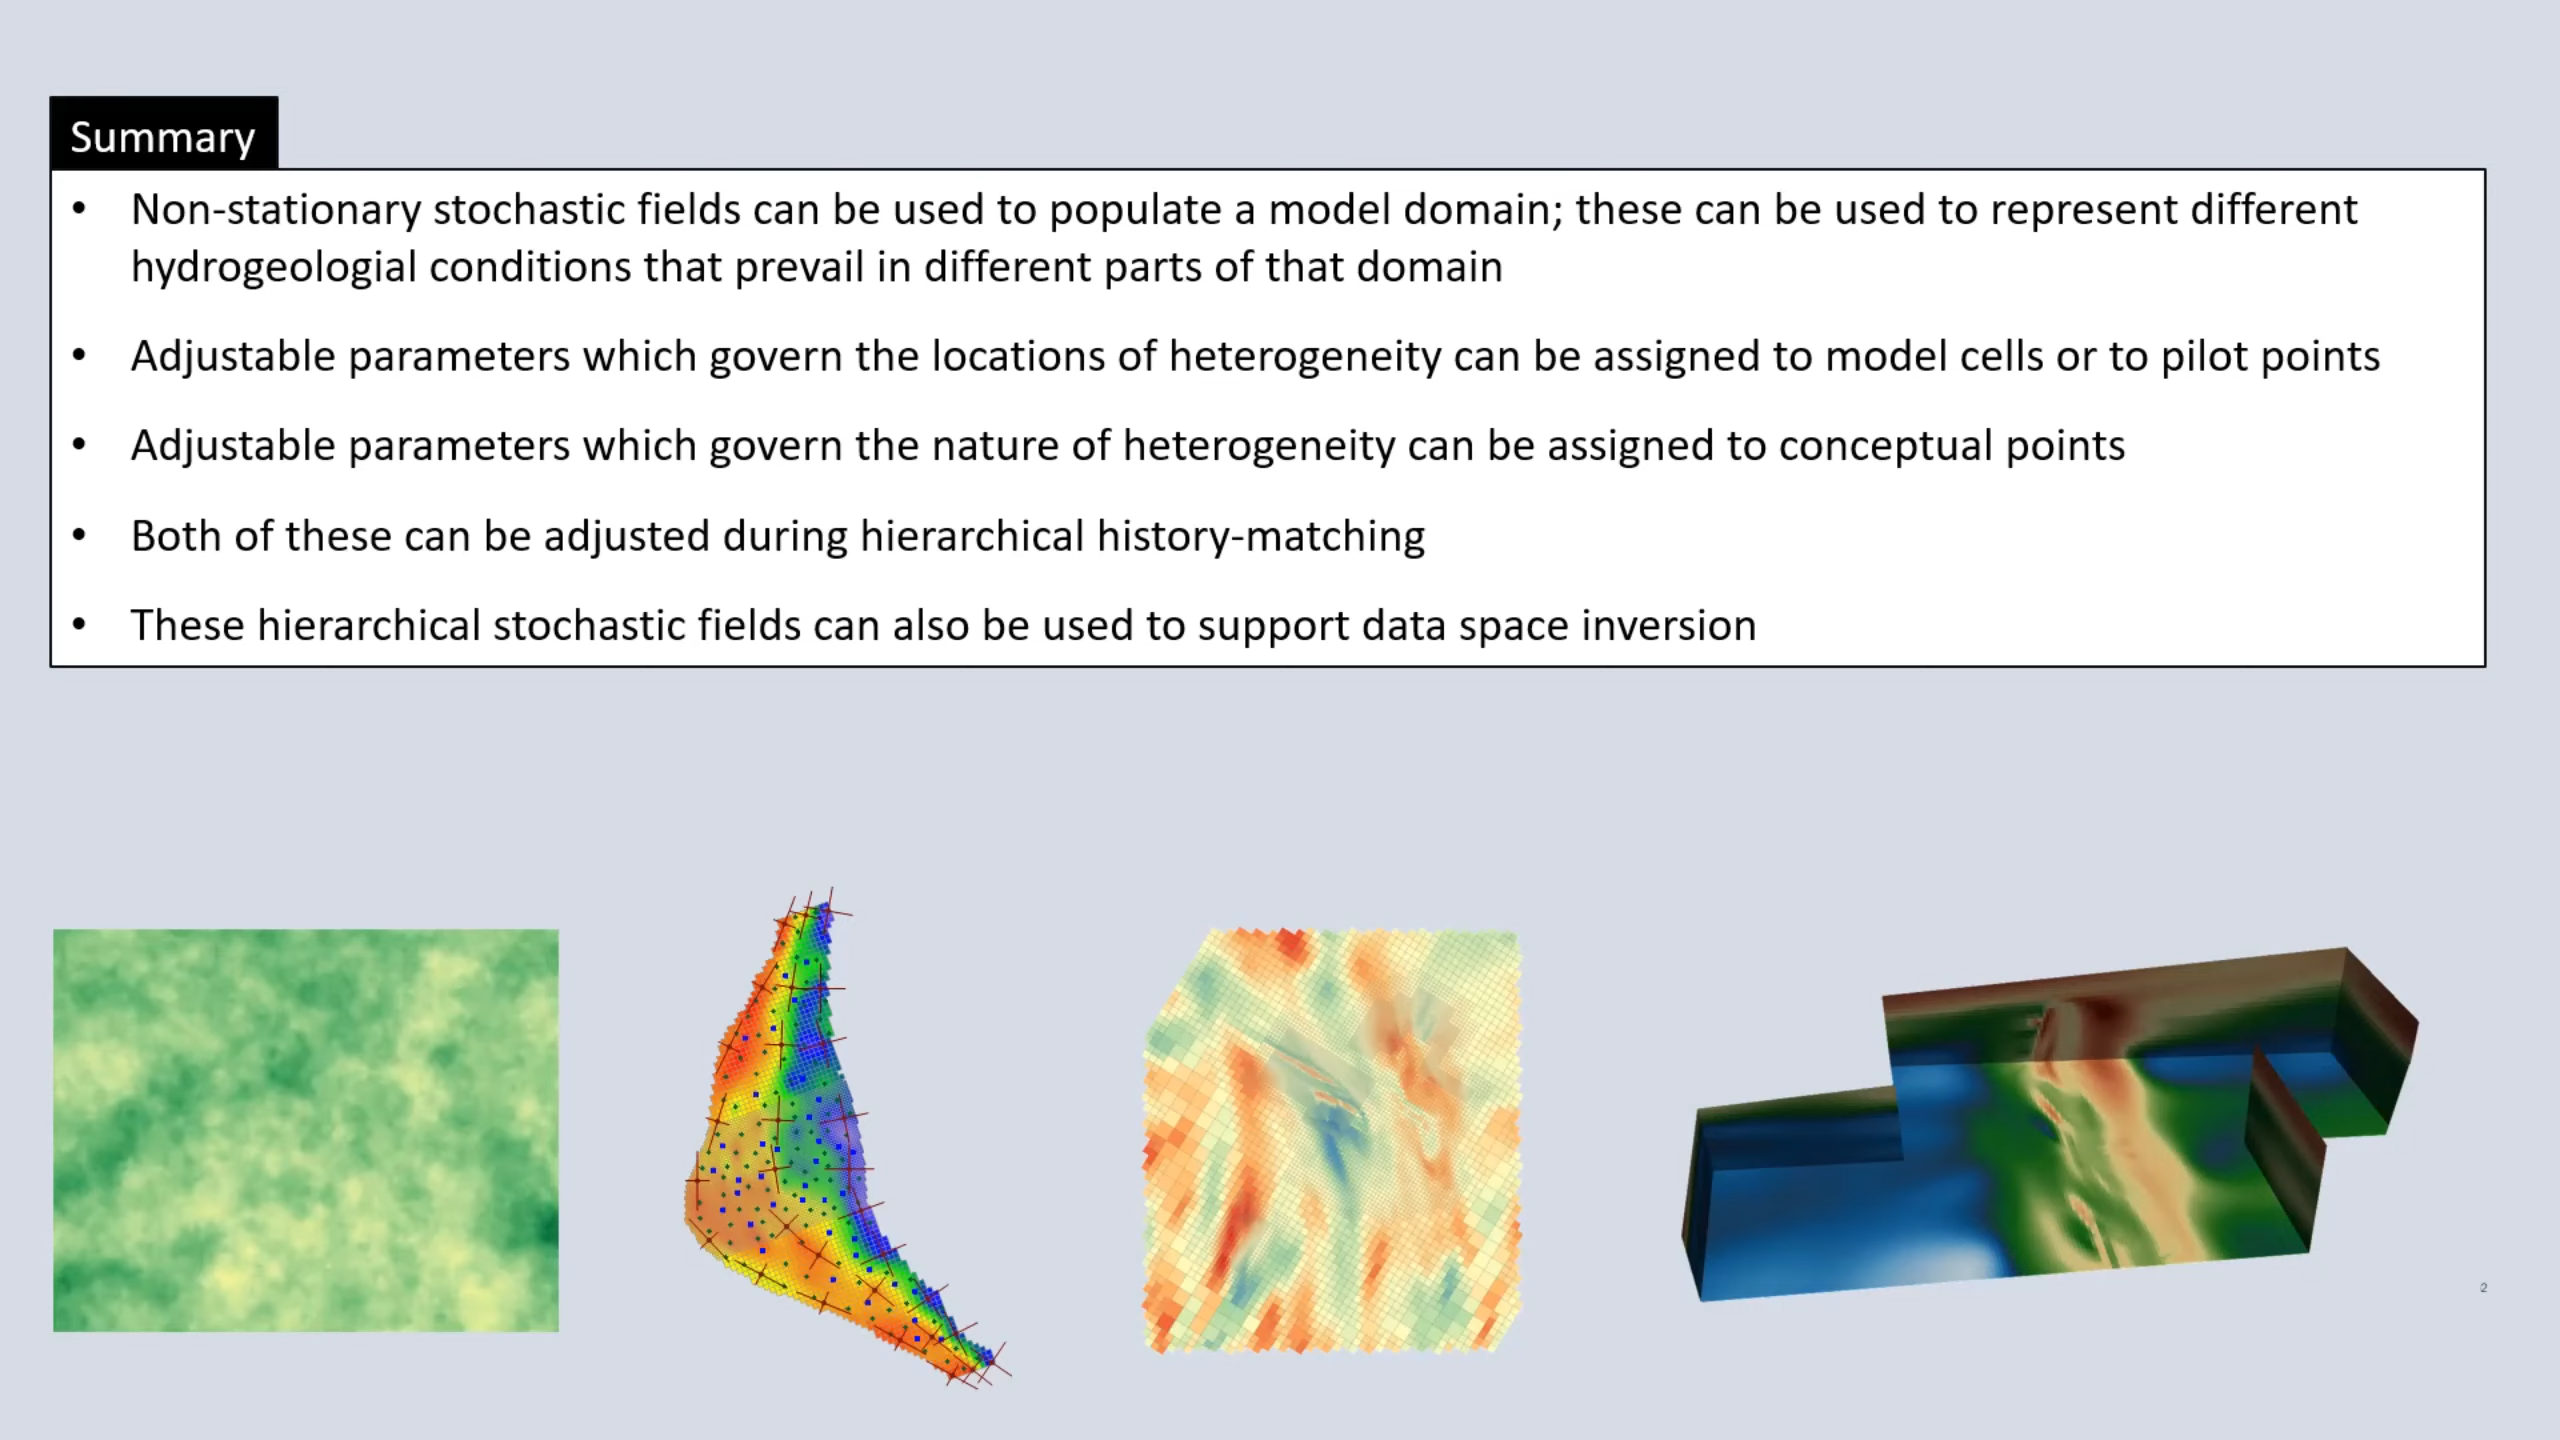 Summary
• Non-stationary stochastic fields can be used to populate a model domain; these can be used to represent different
hydrogeologial conditions that prevail in different parts of that domain
• Adjustable parameters which govern the locations of heterogeneity can be assigned to model cells or to pilot points
• Adjustable parameters which govern the nature of heterogeneity can be assigned to conceptual points
• Both of these can be adjusted during hierarchical history-matching
• These hierarchical stochastic fields can also be used to support data space inversion
2